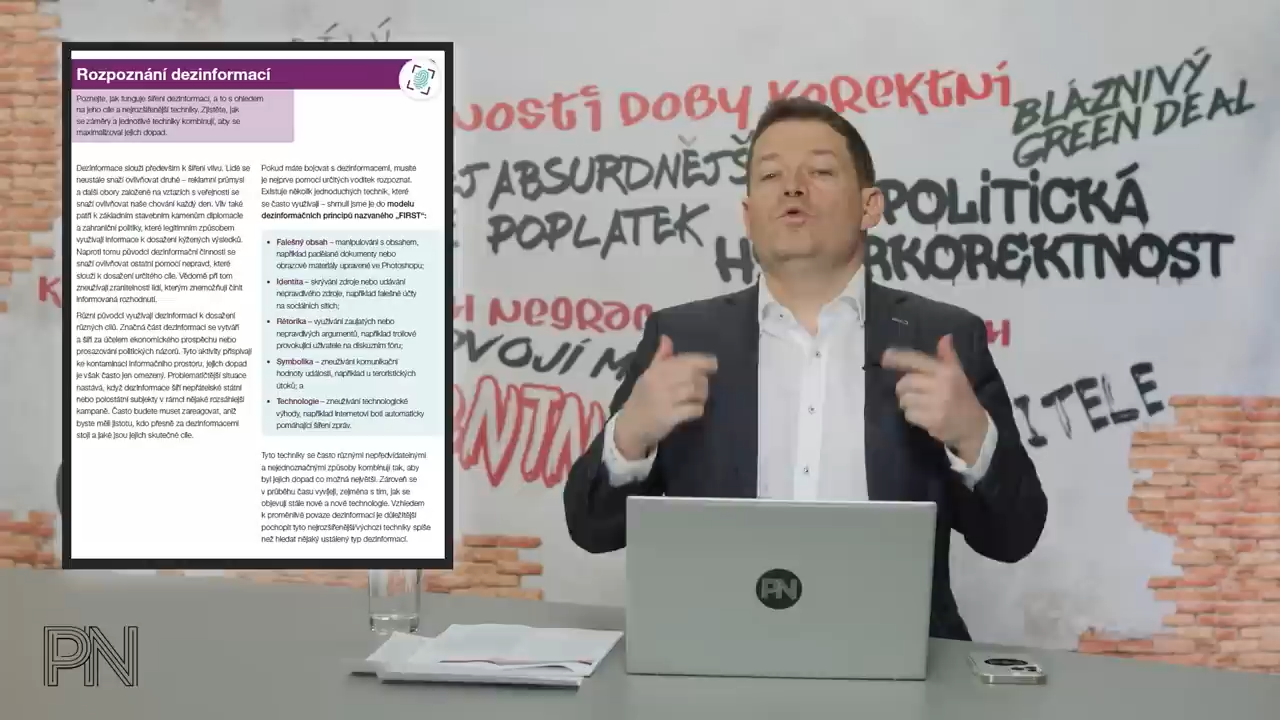 Rozpoznání dezinformací
Poznejte, jak funguje šíření dezinformací, a to s ohledem
na jeho cíle a nejrozšířenější techniky. Zjistěte, jak
se záměry a jednotlivé techniky kombinují, aby se
maximalizoval jejich dopad.
Dezinformace slouží především k šíření vlivu. Lidé se
neustále snaží ovlivňovat druhé – reklamní průmysl
a další obory založené na vztazích s veřejností se
snaží ovlivňovat naše chování každý den. Vliv také
patří k základním stavebním kamenům diplomacie
a zahraniční politiky, které legitimním způsobem
využívají informace k dosažení kýžených výsledků.
Naproti tomu původci dezinformační činnosti se
snaží ovlivňovat ostatní pomocí nepravd, které
slouží k dosažení určitého cíle. Vědomě při tom
zneužívají zranitelnosti lidí, kterým znemožňují činit
informovaná rozhodnutí.
Různí původci využívají dezinformací k dosažení
různých cílů. Značná část dezinformací se vytváří
a šíří za účelem ekonomického prospěchu nebo
prosazování politických názorů. Tyto aktivity přispívají
ke kontaminaci informačního prostoru, jejich dopad
je však často jen omezený. Problematičtější situace
nastává, když dezinformace šíří nepřátelské státní
nebo polostátní subjekty v rámci nějaké rozsáhlejší
kampaně. Často budete muset zareagovat, aniž
byste měli jistotu, kdo přesně za dezinformacemi
stojí a jaké jsou jejich skutečné cíle.
Pokud máte bojovat s dezinformacemi, musíte
je nejprve pomocí určitých vodítek rozpoznat.
Existuje několik jednoduchých technik, které
se často využívají – shrnuli jsme je do modelu
dezinformačních principů nazvaného „FIRST“:
• Falešný obsah – manipulování s obsahem,
například padělané dokumenty nebo
obrazové materiály upravené ve Photoshopu;
• Identita – skrývání zdroje nebo udávání
nepravdivého zdroje, například falešné účty
na sociálních sítích;
• Rétorika – využívání zaujatých nebo
nepravdivých argumentů, například trollové
provokující uživatele na diskuzním fóru;
• Symbolika – zneužívání komunikační
hodnoty událostí, například u teroristických
útoků; a
• Technologie – zneužívání technologické
výhody, například internetoví boti automaticky
pomáhající šíření zpráv.
Tyto techniky se často různými nepředvídatelnými
a nejednoznačnými způsoby kombinují tak, aby
byl jejich dopad co možná největší. Zároveň se
v průběhu času vyvíjejí, zejména s tím, jak se
objevují stále nové a nové technologie. Vzhledem
k proměnlivé povaze dezinformací je důležitější
pochopit tyto nejrozšířenější/výchozí techniky spíše
než hledat nějaký ustálený typ dezinformací.
NOSTI DOBY KOREKTNÍ
BLÁZNIVÝ
GREEN DEAL
EJ ABSURDNĚJŠ
POPLATEK
POLITICKÁ
H RKOREKTNOST
H NEGRAC
VOJÍ M
ENTN
ITELE
PN
PN